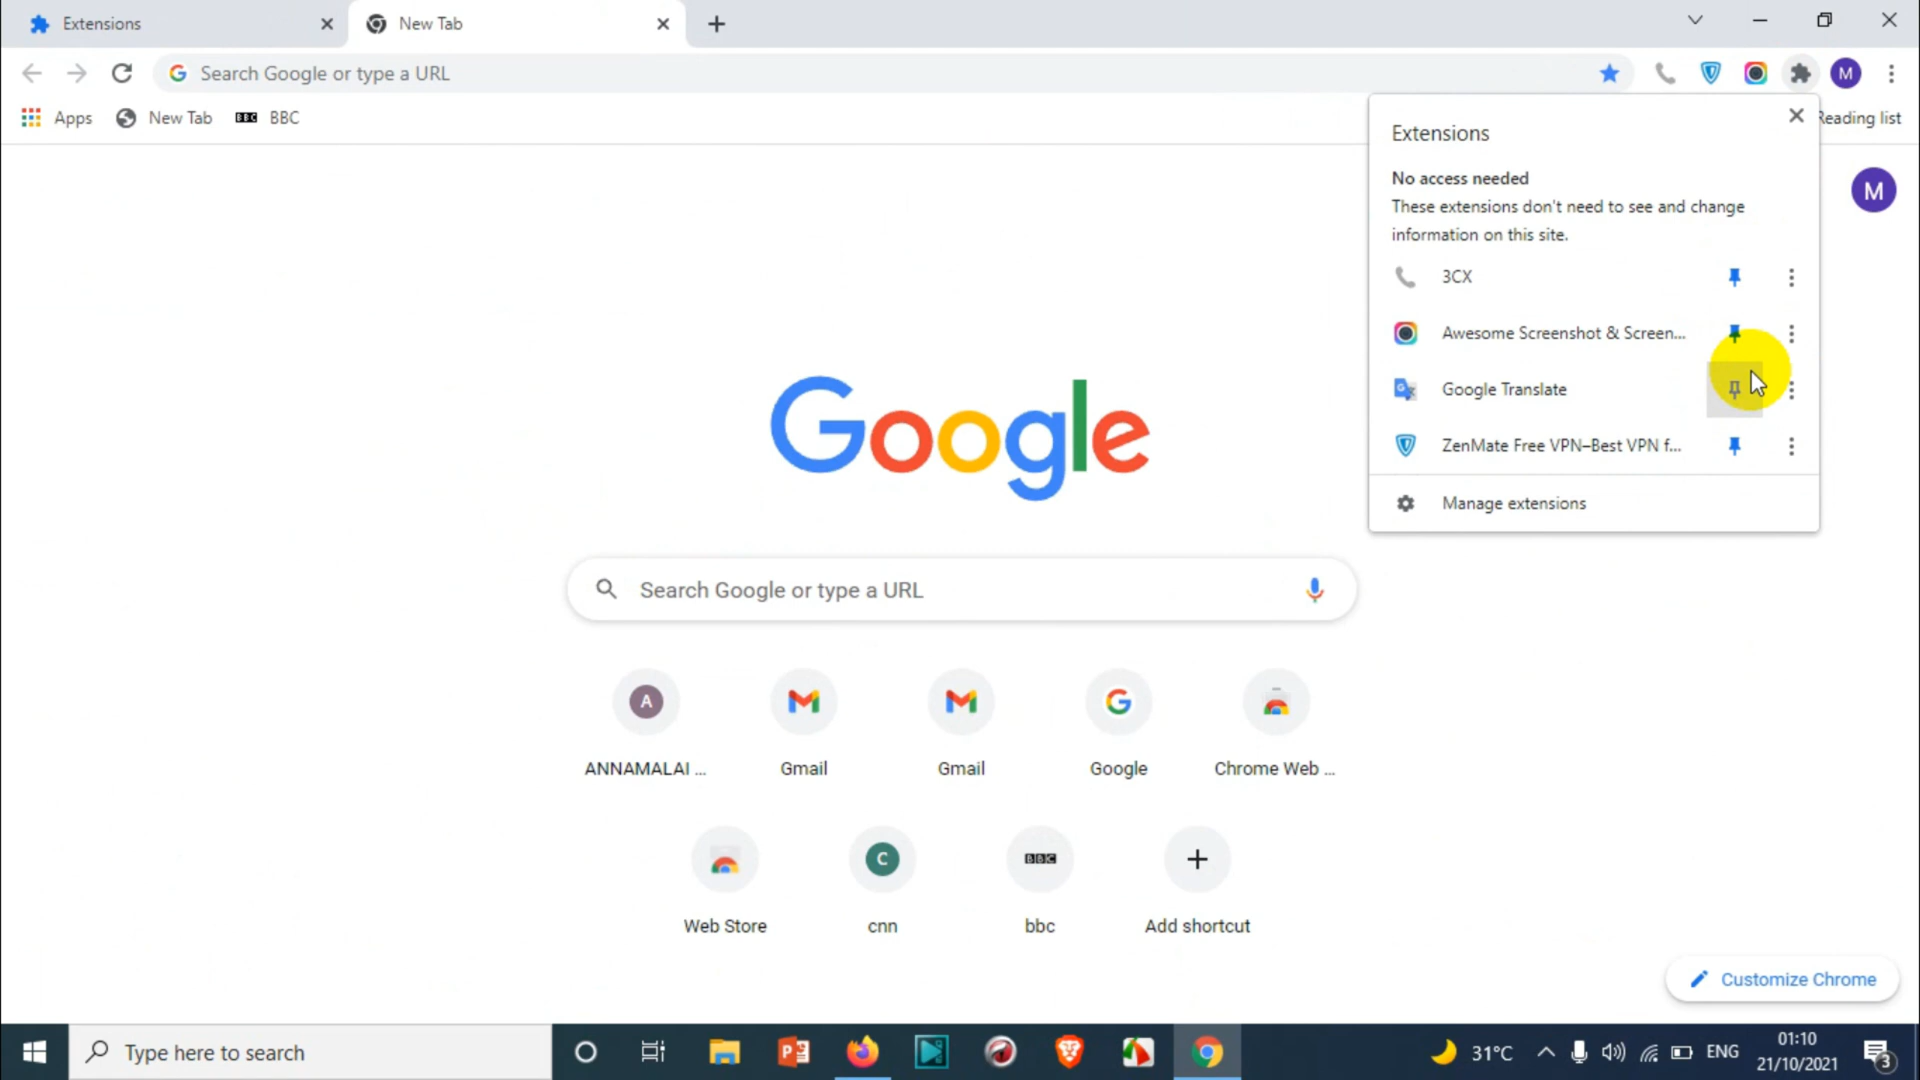 Extensions
New Tab
Search Google or type a URL
M
Apps
New Tab
BBC
BBC
Reading list
Extensions
No access needed
These extensions don't need to see and change
information on this site.
3CX
Awesome Screenshot & Screen...
Google Translate
ZenMate Free VPN–Best VPN f...
Manage extensions
M
Google
Search Google or type a URL
A
ANNAMALAI ...
Gmail
Gmail
Google
Chrome Web ...
C
BBC
Web Store
cnn
bbc
Add shortcut
Customize Chrome
Type here to search
31°C
ENG
01:10
21/10/2021
3